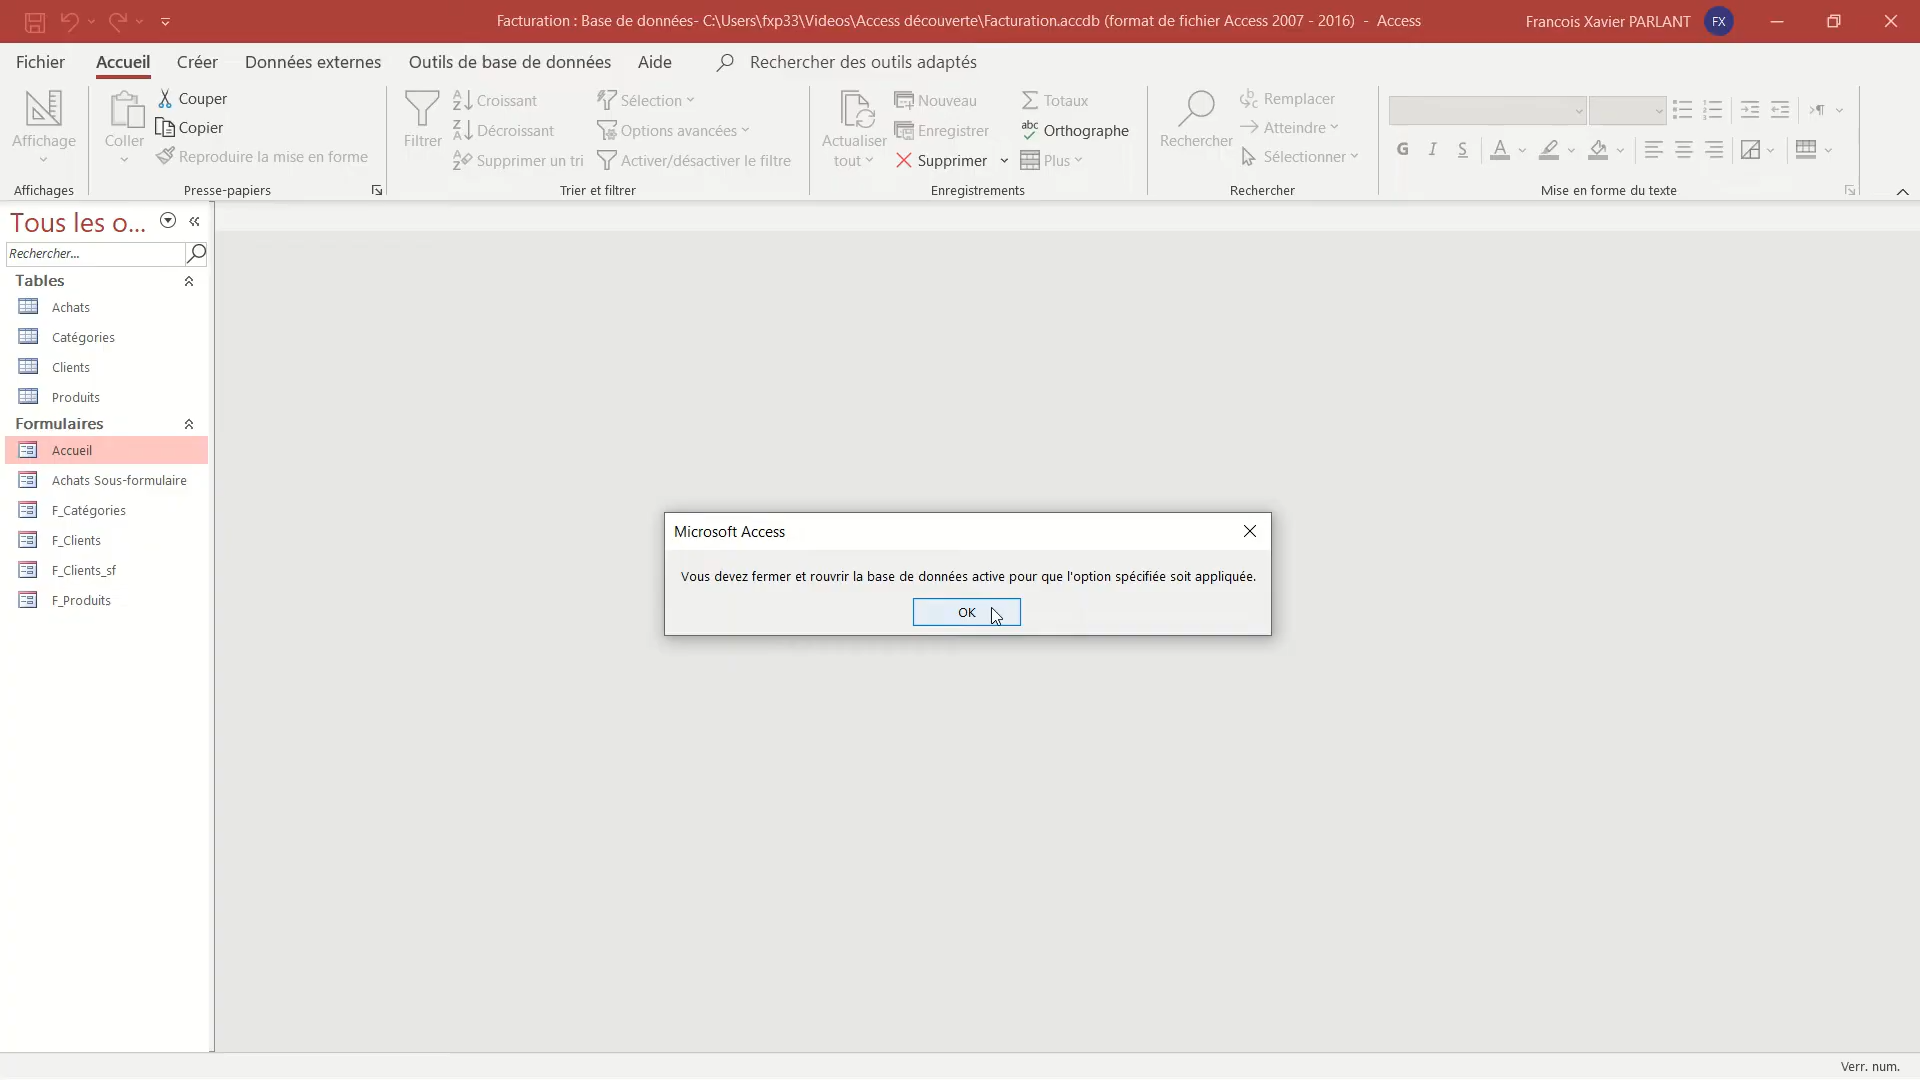 Facturation : Base de données- C:\Users\fxp33\Videos\Access découverte\Facturation.accdb (format de fichier Access 2007 - 2016) - Access
Francois Xavier PARLANT
FX
Fichier
Accueil
Créer
Données externes
Outils de base de données
Aide
Rechercher des outils adaptés
Affichage
Affichages
Coller
Couper
Copier
Reproduire la mise en forme
Presse-papiers
Filtrer
Croissant
Décroissant
Supprimer un tri
Sélection
Options avancées
Activer/désactiver le filtre
Trier et filtrer
Actualiser
tout
Nouveau
Enregistrer
Supprimer
Totaux
Orthographe
Plus
Enregistrements
Rechercher
Remplacer
Atteindre
Sélectionner
Rechercher
G I S
A
Mise en forme du texte
Tous les o...
Rechercher...
Tables
Achats
Catégories
Clients
Produits
Formulaires
Accueil
Achats Sous-formulaire
F_Catégories
F_Clients
F_Clients_sf
F_Produits
Microsoft Access
Vous devez fermer et rouvrir la base de données active pour que l'option spécifiée soit appliquée.
OK
Verr. num.